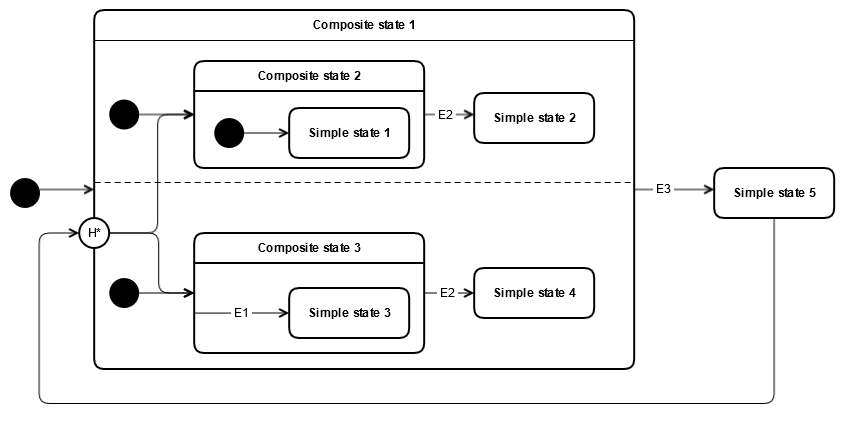 Composite state 1
Composite state 2
Simple state 1
E2
Simple state 2
E3
Simple state 5
H*
Composite state 3
E1
Simple state 3
E2
Simple state 4